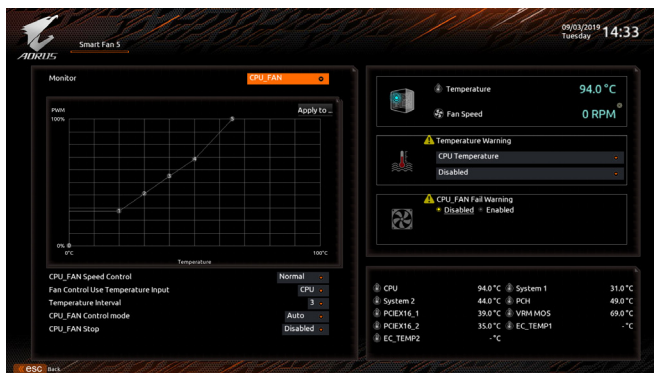 AORUS
Smart Fan 5
09/03/2019 14:33
Tuesday
Monitor
CPU_FAN
PWM
100%
Apply to ...
0%
0°C
100°C
Temperature
CPU_FAN Speed Control Normal
Fan Control Use Temperature Input CPU
Temperature Interval 3
CPU_FAN Control mode Auto
CPU_FAN Stop Disabled
Temperature 94.0 °C
Fan Speed 0 RPM
Temperature Warning
CPU Temperature
Disabled
CPU_FAN Fail Warning
Disabled Enabled
CPU 94.0°C System 1 31.0°C
System 2 44.0°C PCH 49.0°C
PCIEX16_1 39.0°C VRM MOS 69.0°C
PCIEX16_2 35.0°C EC_TEMP1 -°C
EC_TEMP2 -°C
esc Back